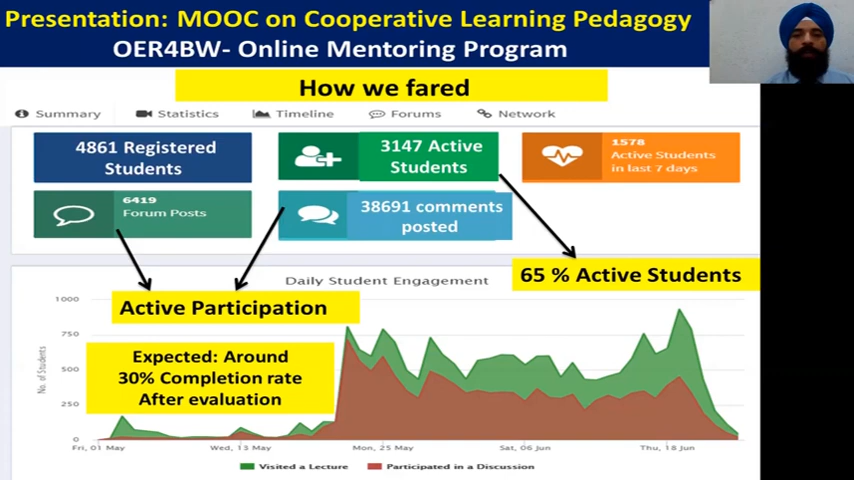 Presentation: MOOC on Cooperative Learning Pedagogy
OER4BW- Online Mentoring Program
How we fared
Summary Statistics Timeline Forums Network
4861 Registered
Students
3147 Active
Students
1578
Active Students
in last 7 days
6419
Forum Posts
38691 comments
posted
65 % Active Students
Daily Student Engagement
Active Participation
Expected: Around
30% Completion rate
After evaluation
No. of Students
1000
750
500
250
0
Fri, 01 May Wed, 13 May Mon, 25 May Sat, 06 Jun Thu, 18 Jun
Visited a Lecture Participated in a Discussion